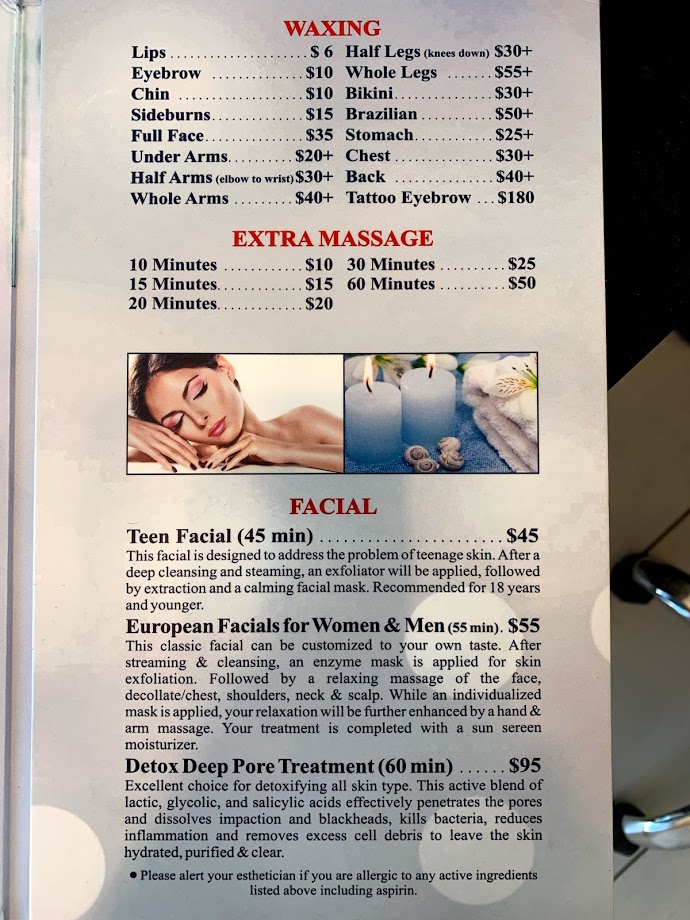 WAXING
Lips .................... $ 6 Half Legs (knees down) $30+
Eyebrow ............. $10 Whole Legs ....... $55+
Chin .................. $10 Bikini............... $30+
Sideburns............. $15 Brazilian ........... $50+
Full Face.............. $35 Stomach............ $25+
Under Arms......... $20+ Chest ............... $30+
Half Arms (elbow to wrist) $30+ Back ............... $40+
Whole Arms ......... $40+ Tattoo Eyebrow ... $180
EXTRA MASSAGE
10 Minutes ............ $10 30 Minutes .......... $25
15 Minutes............. $15 60 Minutes .......... $50
20 Minutes............. $20
FACIAL
Teen Facial (45 min) ........................ $45
This facial is designed to address the problem of teenage skin. After a
deep cleansing and steaming, an exfoliator will be applied, followed
by extraction and a calming facial mask. Recommended for 18 years
and younger.
European Facials for Women & Men (55 min). $55
This classic facial can be customized to your own taste. After
streaming & cleansing, an enzyme mask is applied for skin
exfoliation. Followed by a relaxing massage of the face,
decollate/chest, shoulders, neck & scalp. While an individualized
mask is applied, your relaxation will be further enhanced by a hand &
arm massage. Your treatment is completed with a sun sereen
moisturizer.
Detox Deep Pore Treatment (60 min) ...... $95
Excellent choice for detoxifying all skin type. This active blend of
lactic, glycolic, and salicylic acids effectively penetrates the pores
and dissolves impaction and blackheads, kills bacteria, reduces
inflammation and removes excess cell debris to leave the skin
hydrated, purified & clear.
● Please alert your esthetician if you are allergic to any active ingredients
listed above including aspirin.